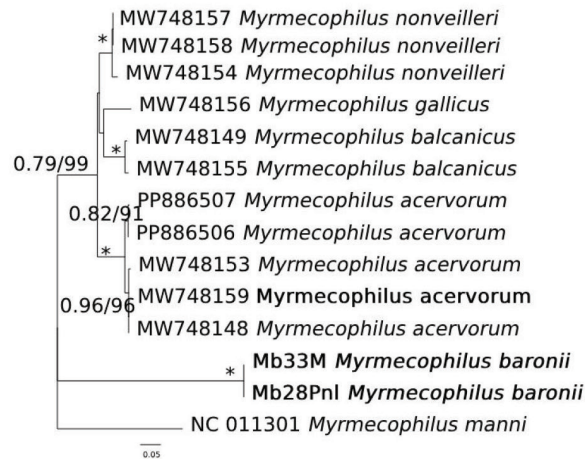 MW748157 Myrmecophilus nonveilleri
* MW748158 Myrmecophilus nonveilleri
MW748154 Myrmecophilus nonveilleri
MW748156 Myrmecophilus gallicus
MW748149 Myrmecophilus balcanicus
*
0.79/99 MW748155 Myrmecophilus balcanicus
PP886507 Myrmecophilus acervorum
0.82/91
PP886506 Myrmecophilus acervorum
* MW748153 Myrmecophilus acervorum
MW748159 Myrmecophilus acervorum
0.96/96
MW748148 Myrmecophilus acervorum
Mb33M Myrmecophilus baronii
*
Mb28Pnl Myrmecophilus baronii
NC 011301 Myrmecophilus manni
0.05